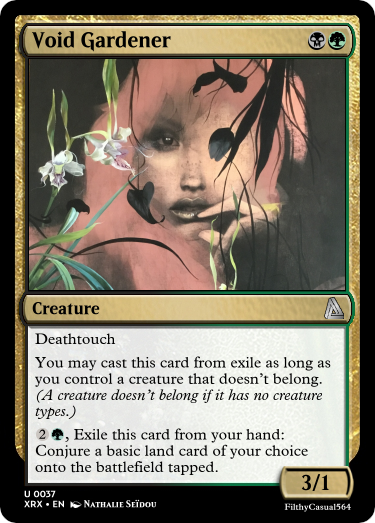 Void Gardener
Creature
Deathtouch
You may cast this card from exile as long as
you control a creature that doesn't belong.
(A creature doesn't belong if it has no creature
types.)
2, Exile this card from your hand:
Conjure a basic land card of your choice
onto the battlefield tapped.
3/1
U 0037
XRX • EN Nathalie Seïdou
FilthyCasual564